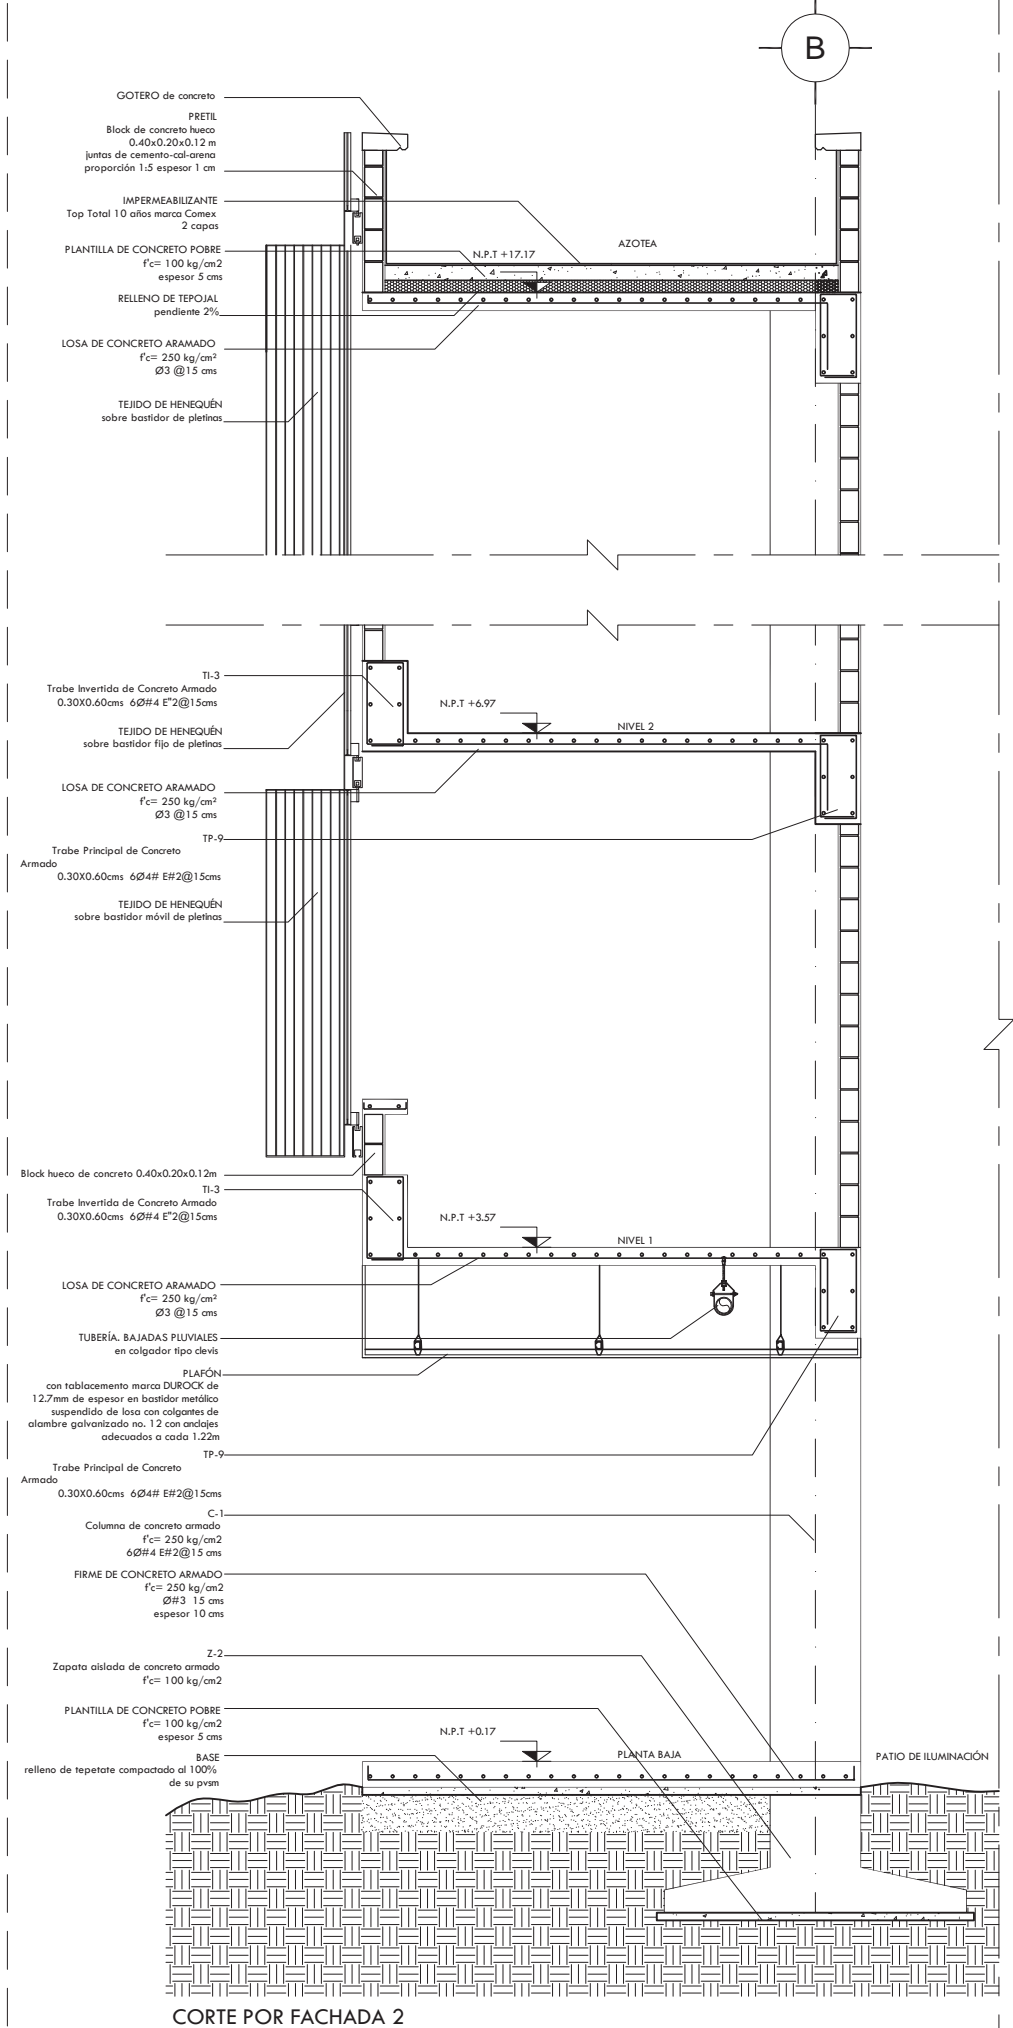 B
GOTERO de concreto
PRETIL
Block de concreto hueco
0.40x0.20x0.12 m
juntas de cemento-cal-arena
proporción 1:5 espesor 1 cm
IMPERMEABILIZANTE
Top Total 10 años marca Comex
2 capas
AZOTEA
PLANTILLA DE CONCRETO POBRE
f'c= 100 kg/cm2
espesor 5 cms
N.P.T +17.17
RELLENO DE TEPOJAL
pendiente 2%
LOSA DE CONCRETO ARAMADO
f'c= 250 kg/cm²
Ø3 @15 cms
TEJIDO DE HENEQUÉN
sobre bastidor de pletinas
TI-3
Trabe Invertida de Concreto Armado
0.30X0.60cms 6Ø#4 E"2@15cms
N.P.T +6.97
NIVEL 2
TEJIDO DE HENEQUÉN
sobre bastidor fijo de pletinas
LOSA DE CONCRETO ARAMADO
f'c= 250 kg/cm²
Ø3 @15 cms
TP-9
Trabe Principal de Concreto
Armado
0.30X0.60cms 6Ø4# E#2@15cms
TEJIDO DE HENEQUÉN
sobre bastidor móvil de pletinas
Block hueco de concreto 0.40x0.20x0.12m
TI-3
Trabe Invertida de Concreto Armado
0.30X0.60cms 6Ø#4 E"2@15cms
N.P.T +3.57
NIVEL 1
LOSA DE CONCRETO ARAMADO
f'c= 250 kg/cm²
Ø3 @15 cms
TUBERÍA. BAJADAS PLUVIALES
en colgador tipo clevis
PLAFÓN
con tablacemento marca DUROCK de
12.7mm de espesor en bastidor metálico
suspendido de losa con colgantes de
alambre galvanizado no. 12 con anclajes
adecuados a cada 1.22m
TP-9
Trabe Principal de Concreto
Armado
0.30X0.60cms 6Ø4# E#2@15cms
C-1
Columna de concreto armado
f'c= 250 kg/cm2
6Ø#4 E#2@15 cms
FIRME DE CONCRETO ARMADO
f'c= 250 kg/cm2
Ø#3 15 cms
espesor 10 cms
Z-2
Zapata aislada de concreto armado
f'c= 100 kg/cm2
PLANTILLA DE CONCRETO POBRE
f'c= 100 kg/cm2
espesor 5 cms
N.P.T +0.17
PLANTA BAJA
PATIO DE ILUMINACIÓN
BASE
relleno de tepetate compactado al 100%
de su pvsm
CORTE POR FACHADA 2